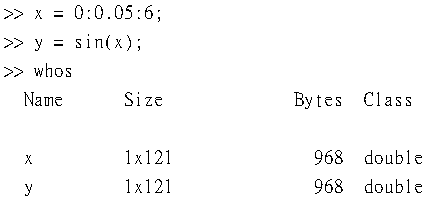 >> x = 0:0.05:6;
>> y = sin(x);
>> whos
Name Size Bytes Class
x 1x121 968 double
y 1x121 968 double